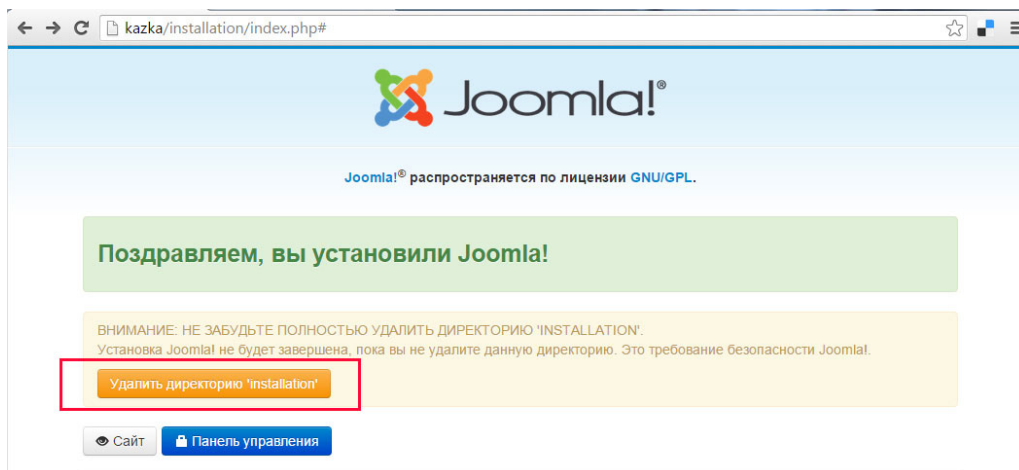 kazka/installation/index.php#
Joomla!®
Joomla!® распространяется по лицензии GNU/GPL.
Поздравляем, вы установили Joomla!
ВНИМАНИЕ: НЕ ЗАБУДЬТЕ ПОЛНОСТЬЮ УДАЛИТЬ ДИРЕКТОРИЮ 'INSTALLATION'.
Установка Joomla! не будет завершена, пока вы не удалите данную директорию. Это требование безопасности Joomla!.
Удалить директорию 'installation'
Сайт
Панель управления